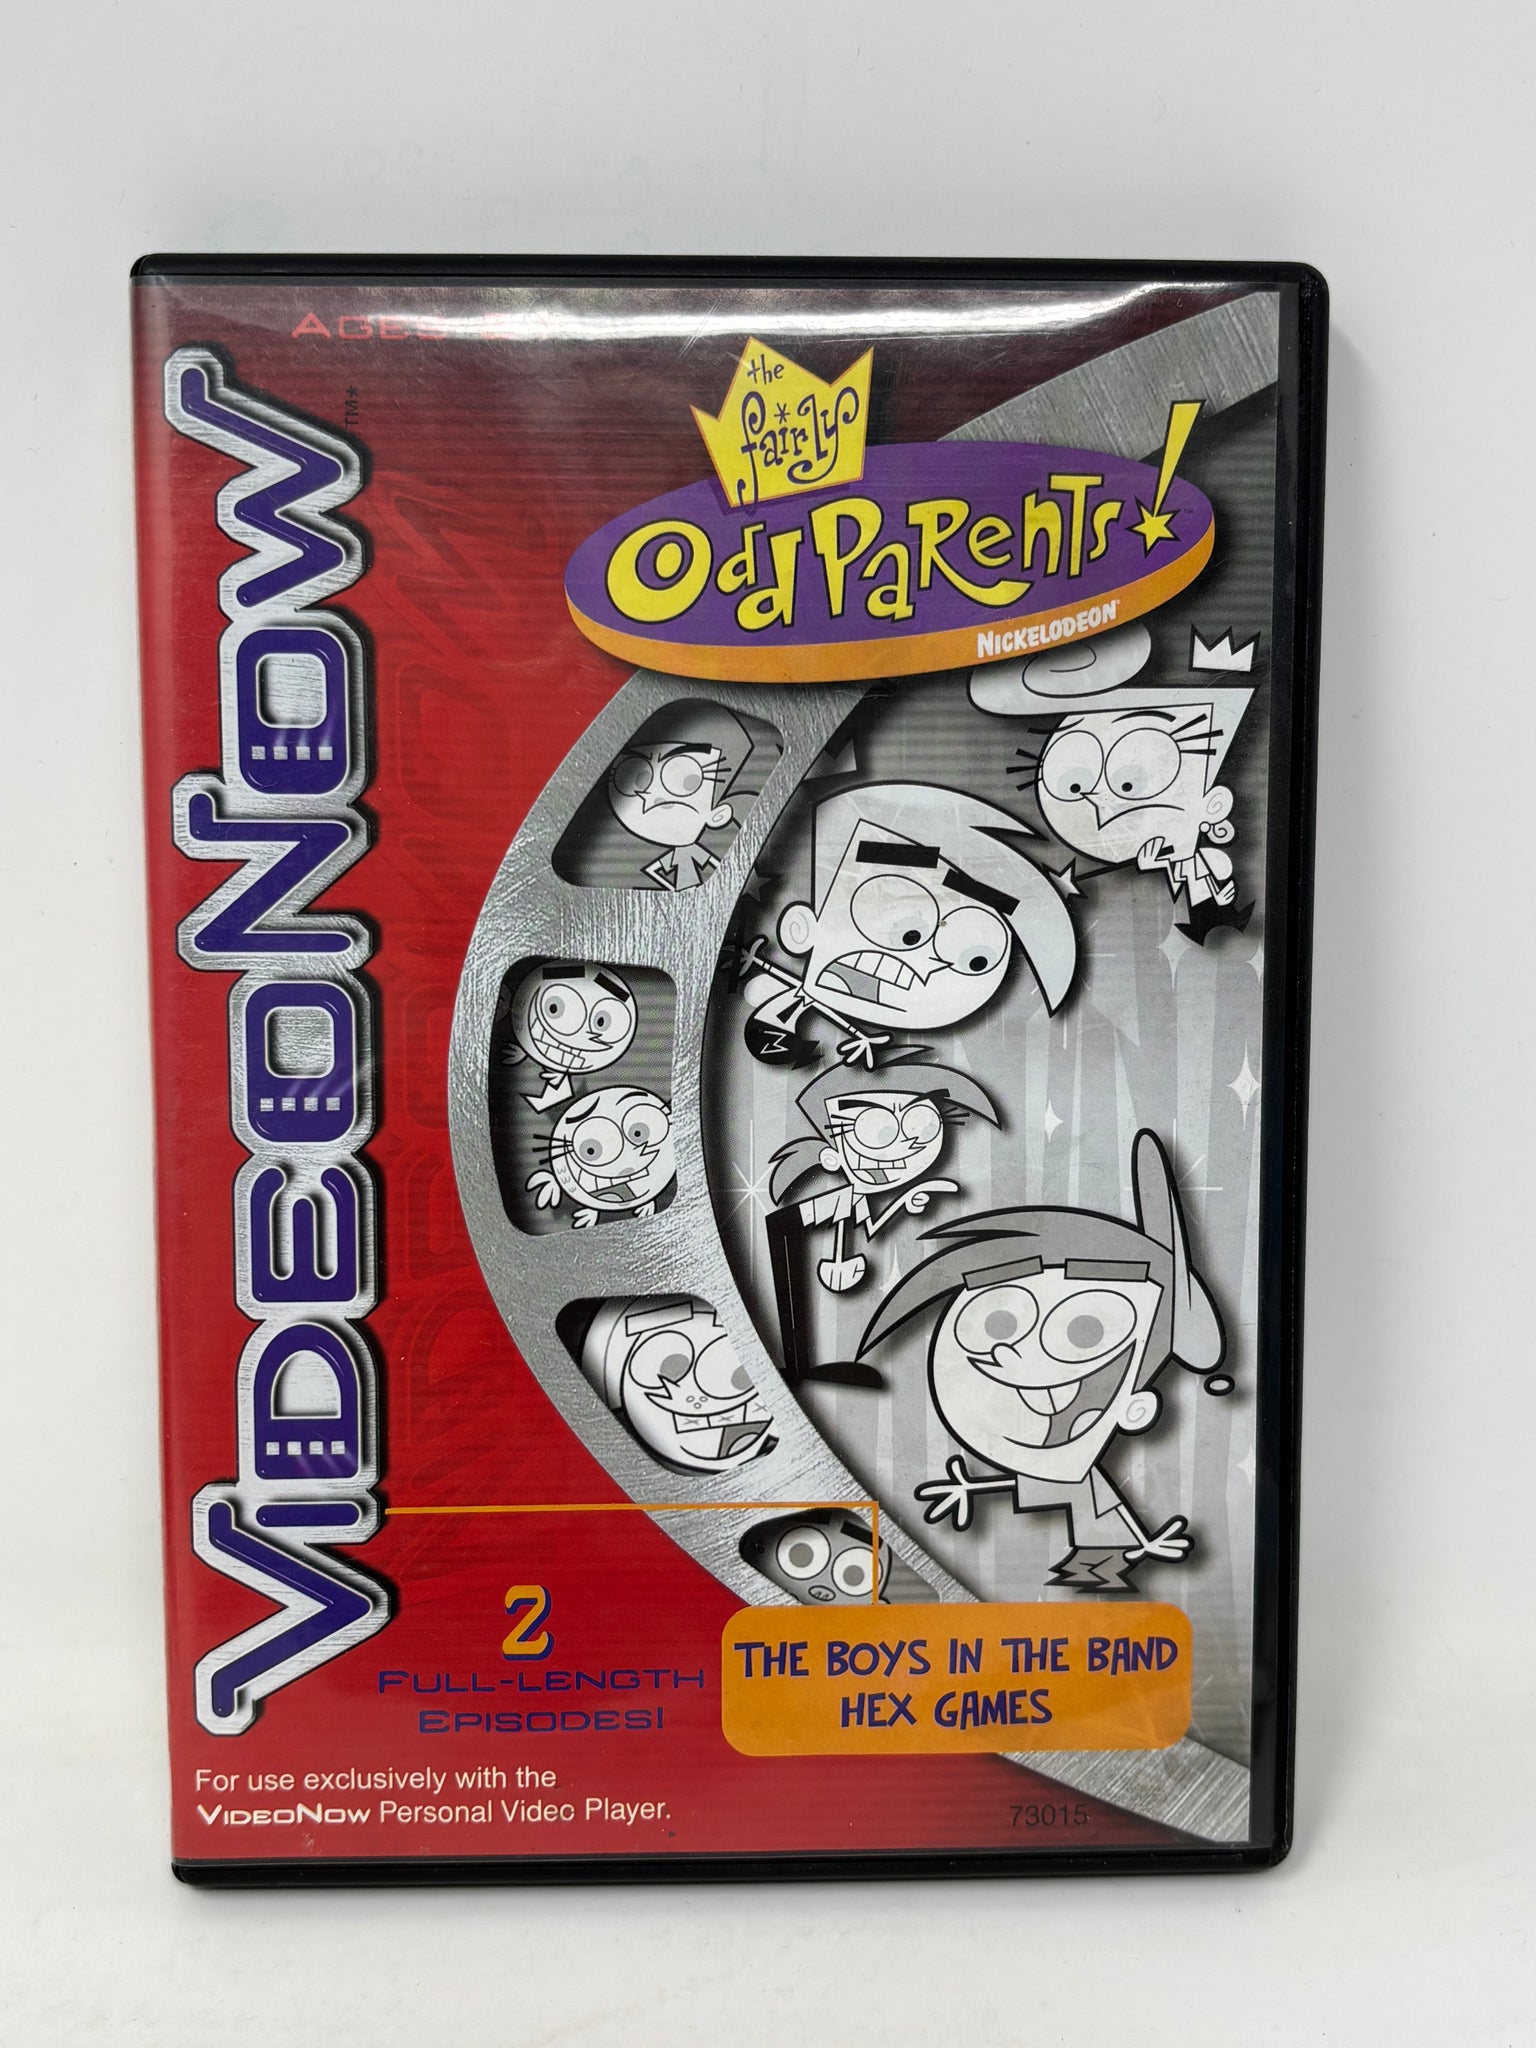 AGES
VIDEONOW
TM*
the
fairly
OddParents!
TM
NICKELODEON
2
FULL-LENGTH
EPISODES!
THE BOYS IN THE BAND
HEX GAMES
For use exclusively with the
VIDEONOW Personal Video Player.
73015